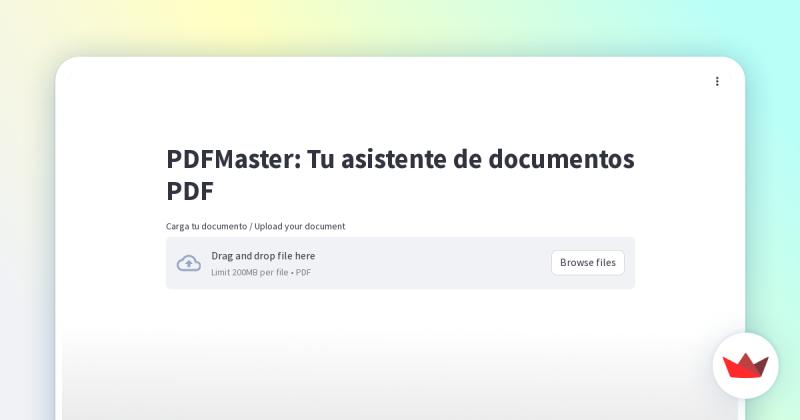 PDFMaster: Tu asistente de documentos
PDF
Carga tu documento / Upload your document
Drag and drop file here
Limit 200MB per file • PDF
Browse files